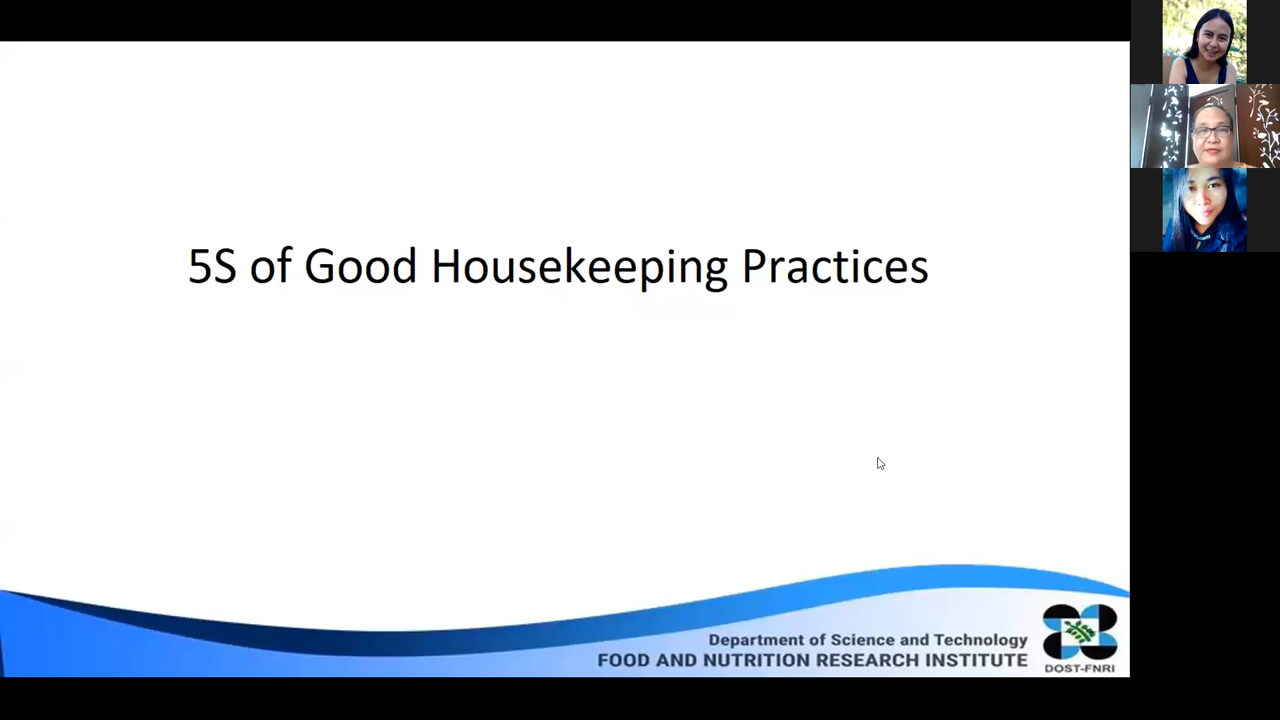 5S of Good Housekeeping Practices
Department of Science and Technology
FOOD AND NUTRITION RESEARCH INSTITUTE
DOST-FNRI